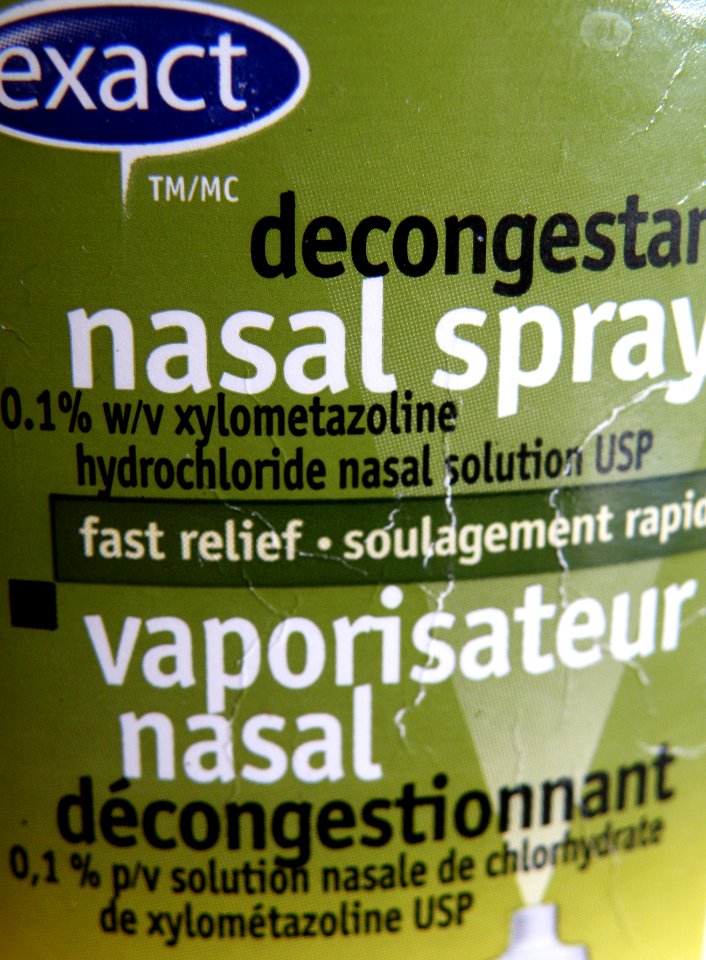 exact
TM/MC
decongestan
nasal spray
0.1% w/v xylometazoline
hydrochloride nasal solution USP
fast relief • soulagement rapid
vaporisateur
nasal
décongestionnant
0,1 % p/v solution nasale de chlorhydrate
de xylométazoline USP